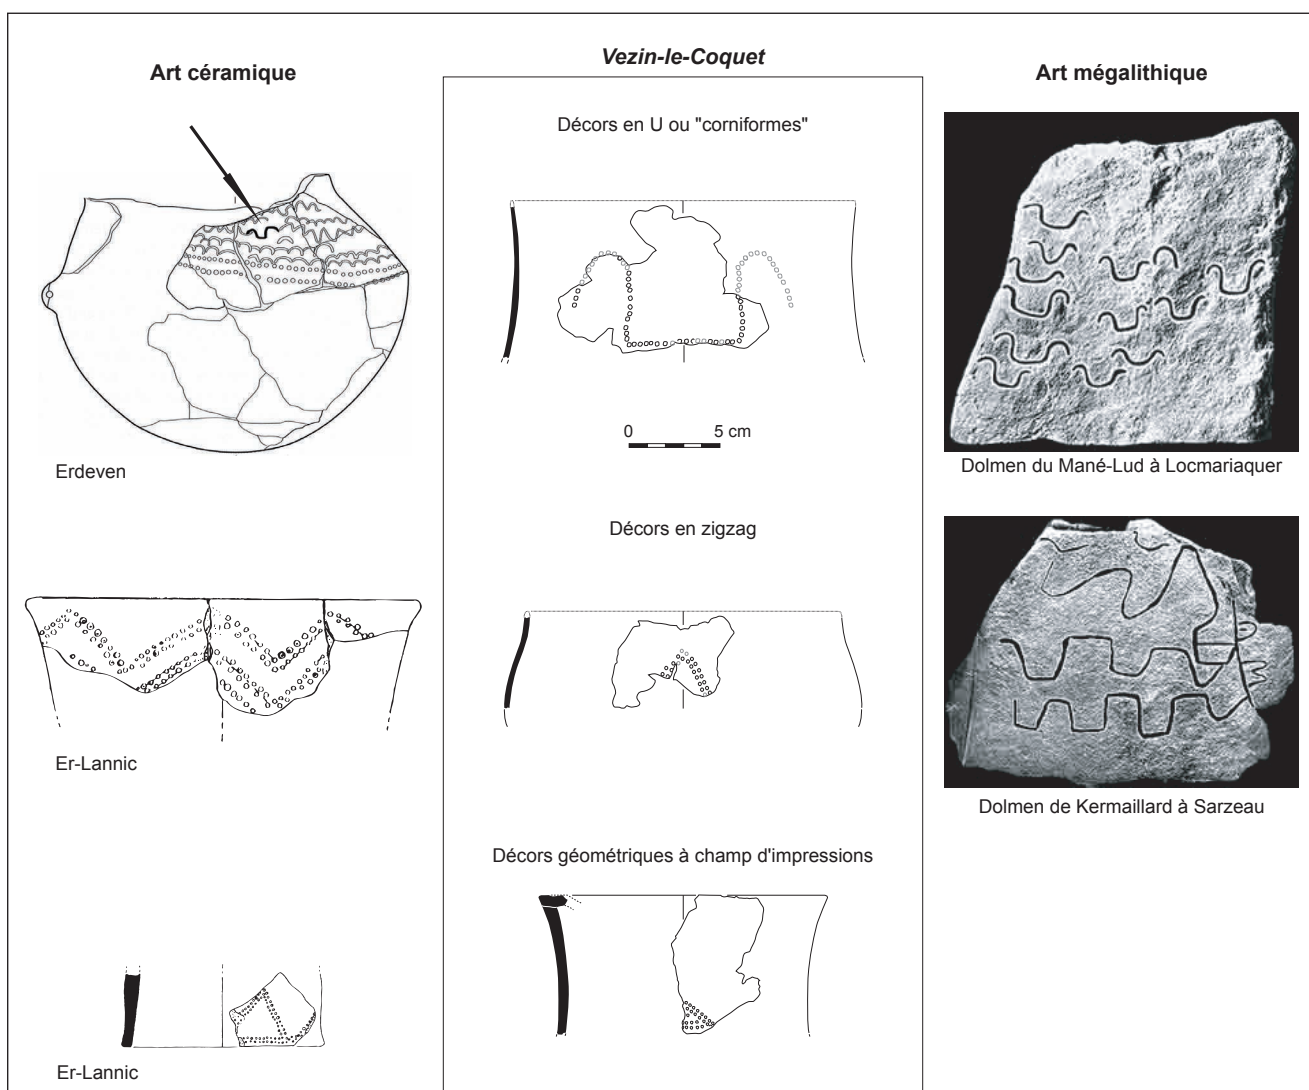 Art céramique
Vezin-le-Coquet
Art mégalithique
Décors en U ou "corniformes"
0 5 cm
Erdeven
Dolmen du Mané-Lud à Locmariaquer
Décors en zigzag
Er-Lannic
Dolmen de Kermaillard à Sarzeau
Décors géométriques à champ d'impressions
Er-Lannic